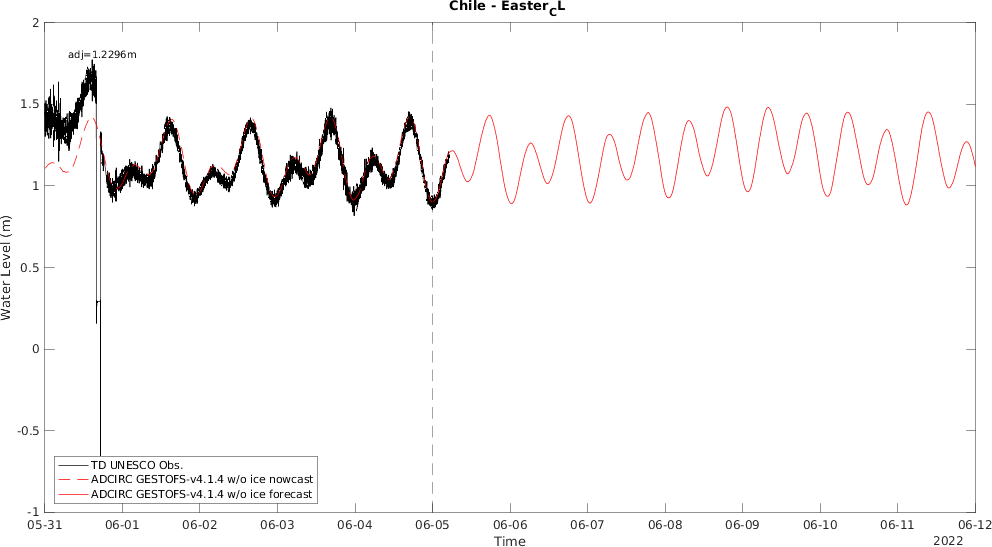 Chile - Easter_CL
adj=1.2296m
2
1.5
1
0.5
0
-0.5
-1
Water Level (m)
TD UNESCO Obs.
ADCIRC GESTOFS-v4.1.4 w/o ice nowcast
ADCIRC GESTOFS-v4.1.4 w/o ice forecast
05-31 06-01 06-02 06-03 06-04 06-05 06-06 06-07 06-08 06-09 06-10 06-11 06-12
Time
2022